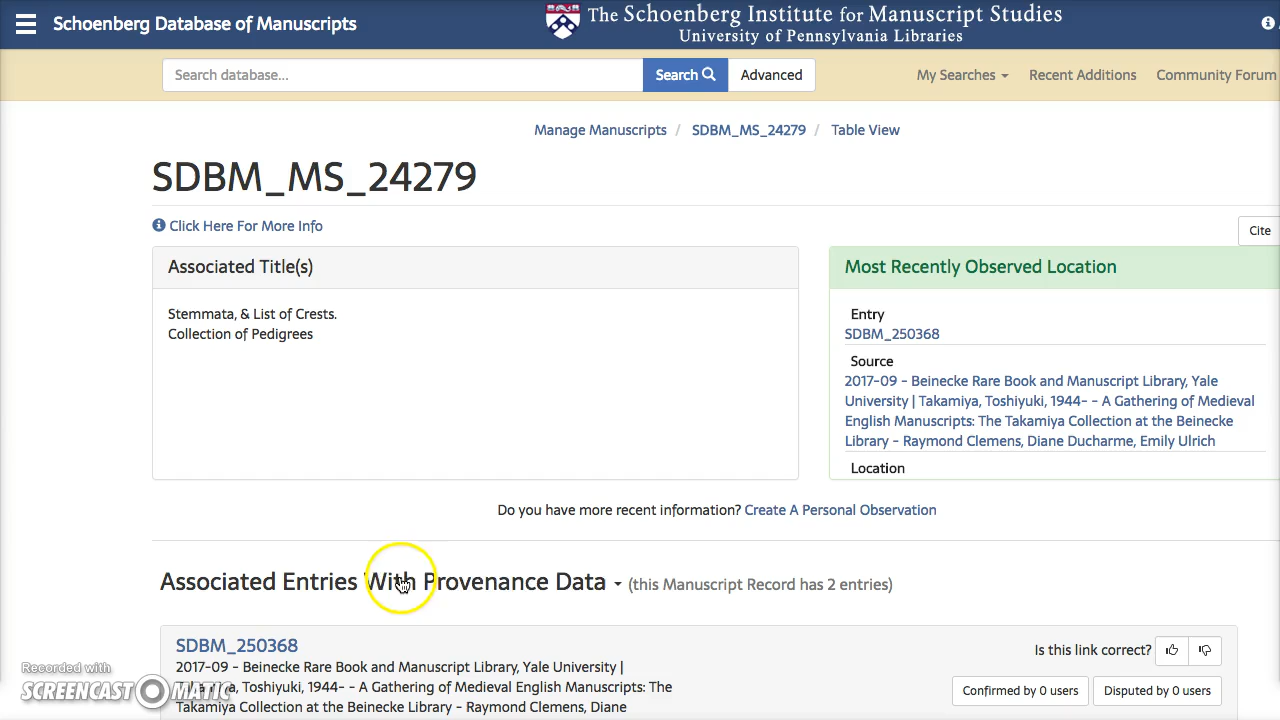 Schoenberg Database of Manuscripts
The Schoenberg Institute for Manuscript Studies
University of Pennsylvania Libraries
Search database...
Search
Advanced
My Searches
Recent Additions
Community Forum
Manage Manuscripts / SDBM_MS_24279 / Table View
SDBM_MS_24279
Click Here For More Info
Cite
Associated Title(s)
Stemmata, & List of Crests.
Collection of Pedigrees
Most Recently Observed Location
Entry
SDBM_250368
Source
2017-09 - Beinecke Rare Book and Manuscript Library, Yale
University | Takamiya, Toshiyuki, 1944- - A Gathering of Medieval
English Manuscripts: The Takamiya Collection at the Beinecke
Library - Raymond Clemens, Diane Ducharme, Emily Ulrich
Location
Do you have more recent information? Create A Personal Observation
Associated Entries With Provenance Data (this Manuscript Record has 2 entries)
SDBM_250368
2017-09 - Beinecke Rare Book and Manuscript Library, Yale University |
Toshiyuki, 1944- - A Gathering of Medieval English Manuscripts: The
Takamiya Collection at the Beinecke Library - Raymond Clemens, Diane
Is this link correct?
Confirmed by 0 users
Disputed by 0 users
Recorded with
SCREENCAST MATIC